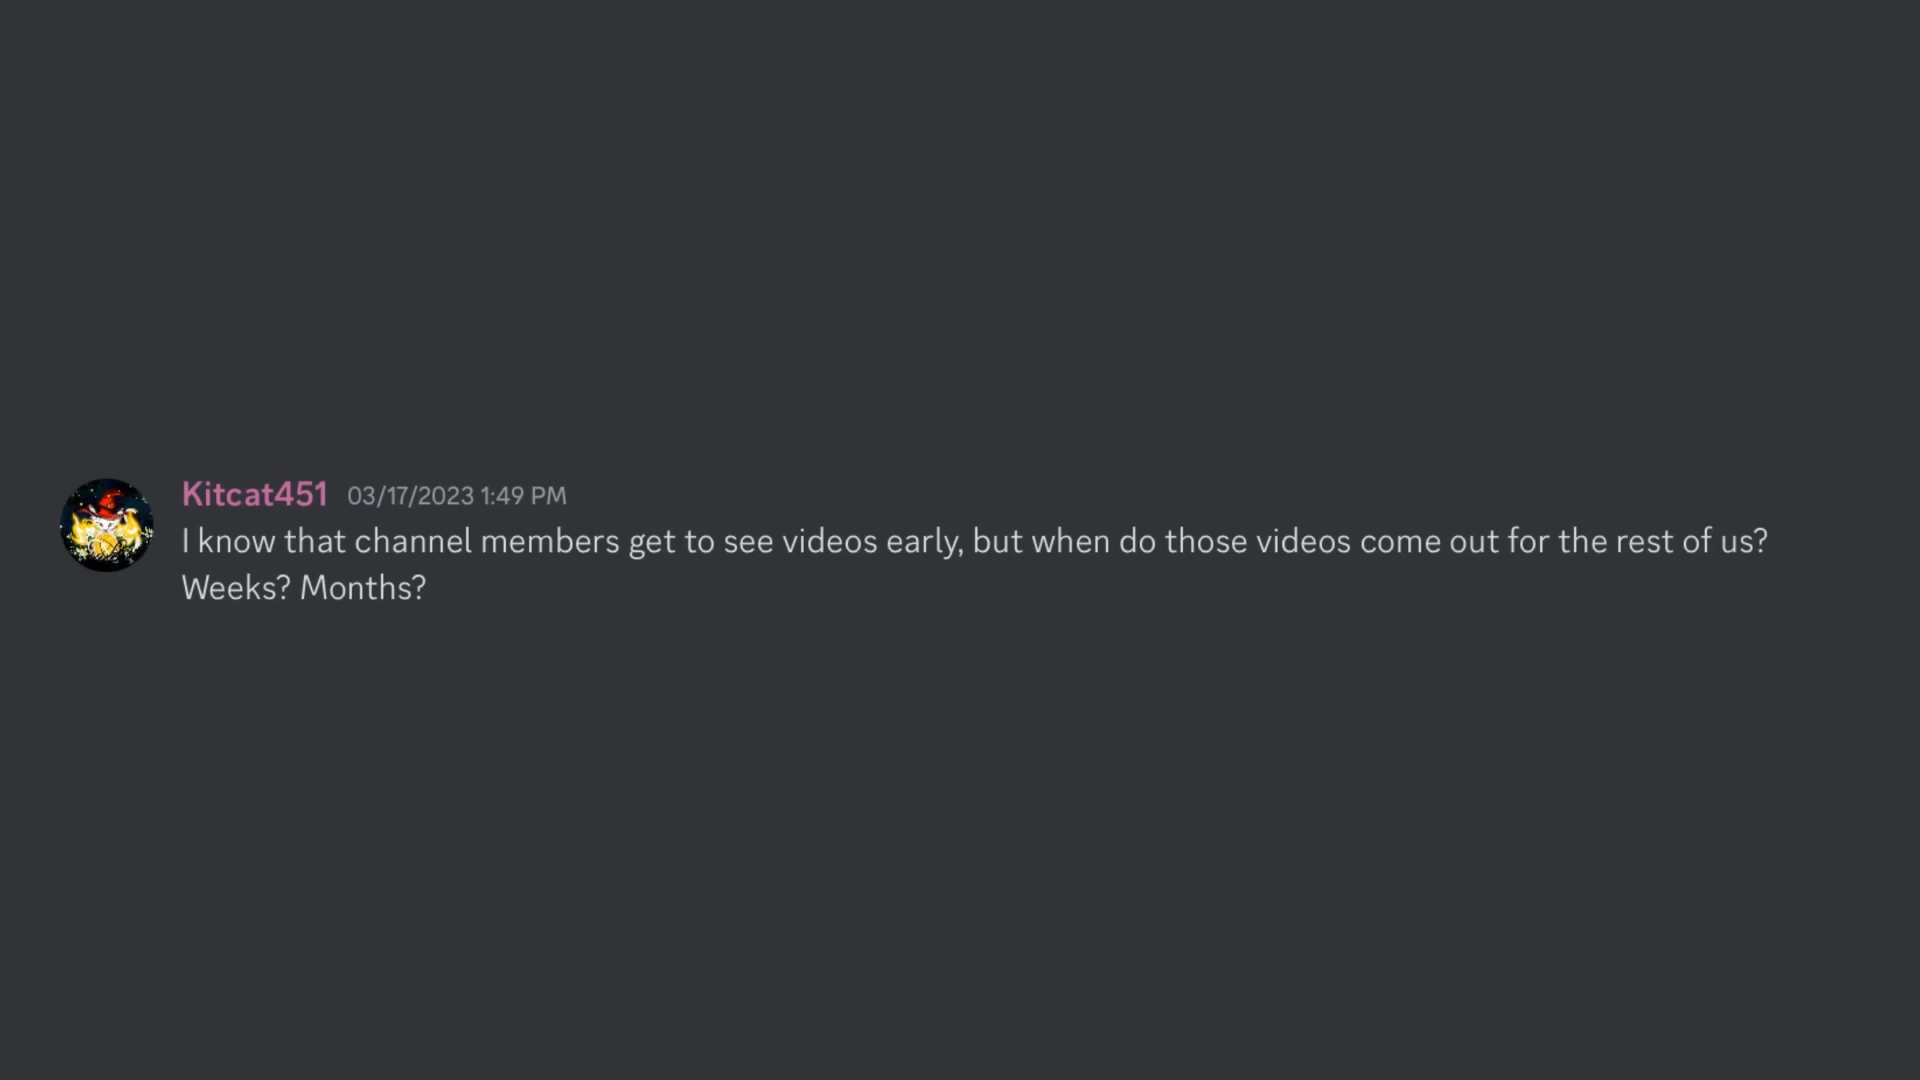 Kitcat451 03/17/2023 1:49 PM
I know that channel members get to see videos early, but when do those videos come out for the rest of us?
Weeks? Months?